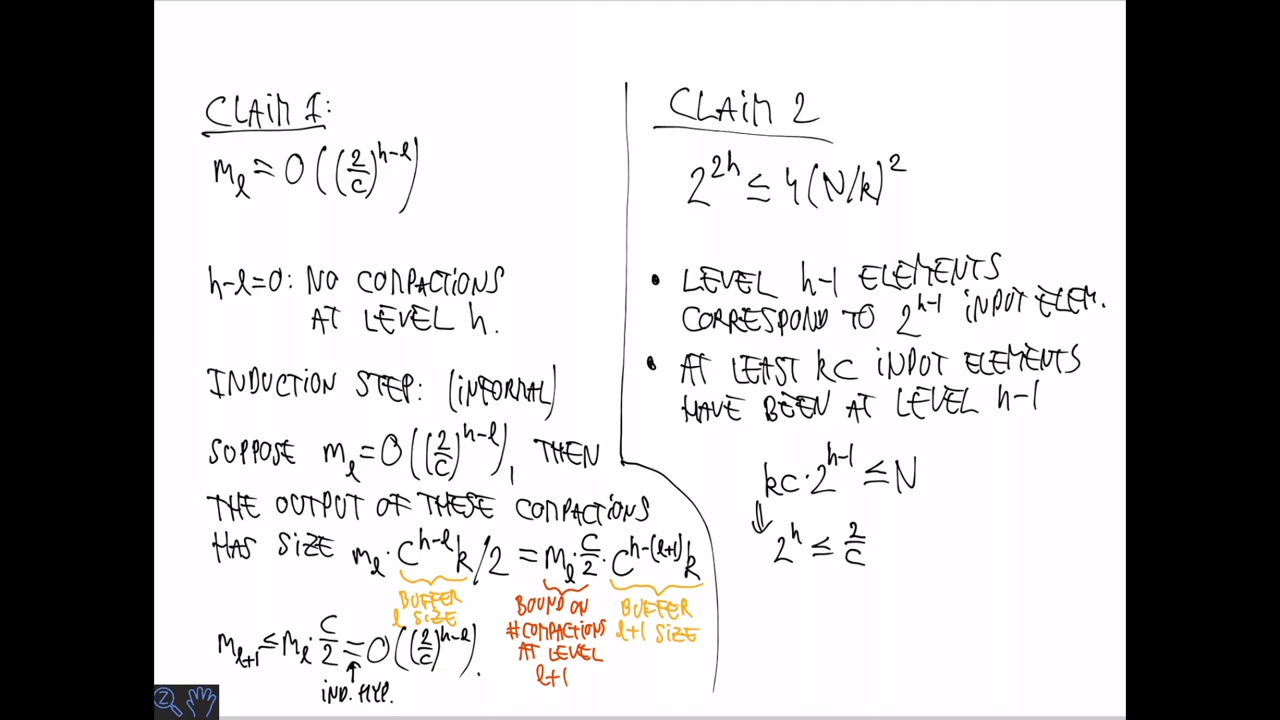 CLAIM 1:
m_ℓ = O((2/c)^{h-ℓ})
h-ℓ=0: NO COMPACTIONS
AT LEVEL h.
INDUCTION STEP: (INFORMAL)
SUPPOSE m_ℓ = O((2/c)^{h-ℓ}), THEN
THE OUTPUT OF THESE COMPACTIONS
HAS SIZE m_ℓ · c^{h-ℓ} k/2 = m_ℓ · c/2 · c^{h-(ℓ+1)} k
BUFFER
ℓ SIZE
BOUND ON
#COMPACTIONS
AT LEVEL
ℓ+1
BUFFER
ℓ+1 SIZE
m_{ℓ+1} ≤ m_ℓ · c/2 = O((2/c)^{h-ℓ}).
IND. HYP.
CLAIM 2
2^{2h} ≤ 4(N/k)^2
• LEVEL h-1 ELEMENTS
CORRESPOND TO 2^{h-1} INPUT ELEM.
• AT LEAST kc INPUT ELEMENTS
HAVE BEEN AT LEVEL h-1
kc · 2^{h-1} ≤ N
⇓
2^h ≤ 2/c